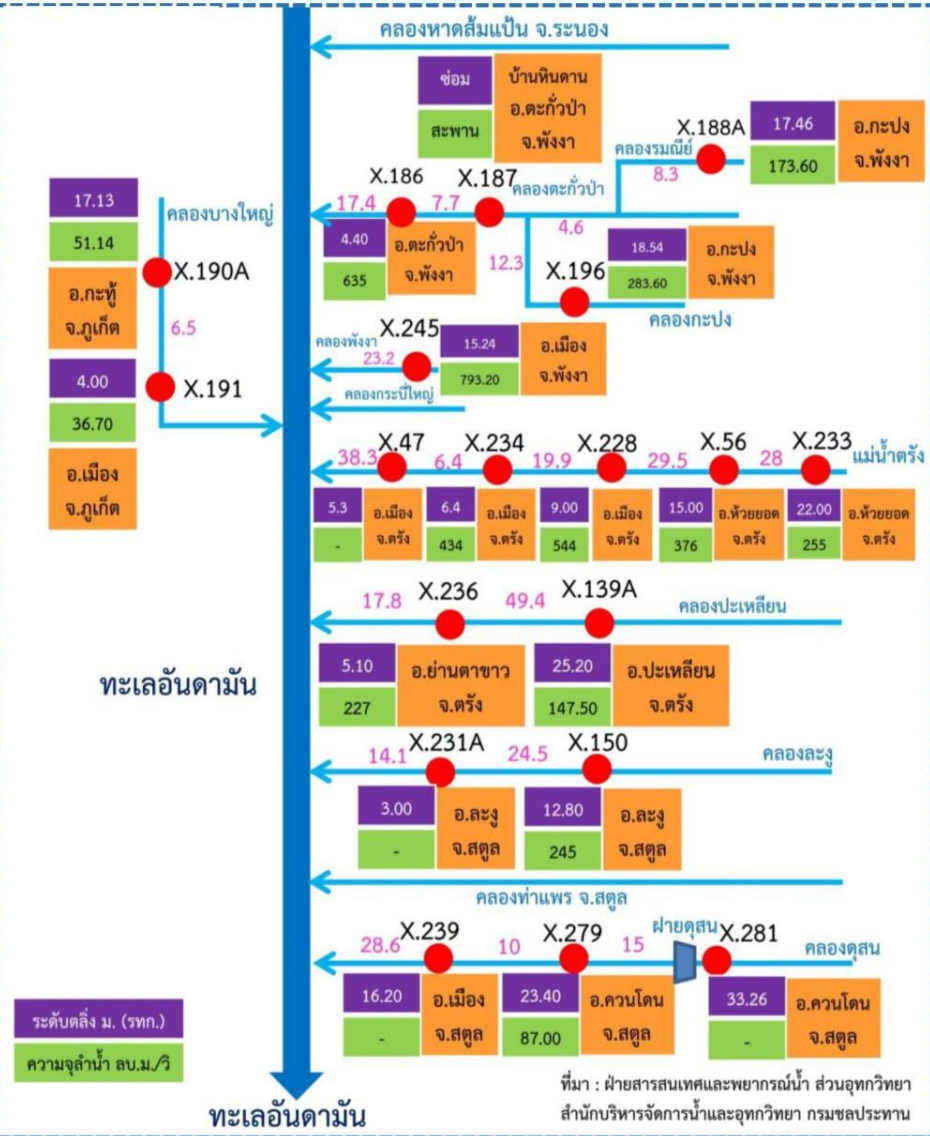 คลองหาดส้มแป้น จ.ระนอง
ซ่อม
สะพาน
บ้านหินดาน
อ.ตะกั่วป่า
จ.พังงา
X.188A
17.46
173.60
อ.กะปง
จ.พังงา
คลองรมณีย์
8.3
X.186
X.187
คลองตะกั่วป่า
17.4
7.7
4.6
4.40
635
อ.ตะกั่วป่า
จ.พังงา
12.3
X.196
18.54
283.60
อ.กะปง
จ.พังงา
คลองกะปง
17.13
51.14
อ.กะทู้
จ.ภูเก็ต
คลองบางใหญ่
X.190A
6.5
4.00
36.70
อ.เมือง
จ.ภูเก็ต
X.191
คลองพังงา
X.245
23.2
15.24
793.20
อ.เมือง
จ.พังงา
คลองกระบี่ใหญ่
X.47
X.234
X.228
X.56
X.233
แม่น้ำตรัง
38.3
6.4
19.9
29.5
28
5.3
-
อ.เมือง
จ.ตรัง
6.4
434
อ.เมือง
จ.ตรัง
9.00
544
อ.เมือง
จ.ตรัง
15.00
376
อ.ห้วยยอด
จ.ตรัง
22.00
255
อ.ห้วยยอด
จ.ตรัง
17.8
X.236
49.4
X.139A
คลองปะเหลียน
5.10
227
อ.ย่านตาขาว
จ.ตรัง
25.20
147.50
อ.ปะเหลียน
จ.ตรัง
ทะเลอันดามัน
14.1
X.231A
24.5
X.150
คลองละงู
3.00
-
อ.ละงู
จ.สตูล
12.80
245
อ.ละงู
จ.สตูล
คลองท่าแพร จ.สตูล
28.6
X.239
10
X.279
15
ฝายดุสน
X.281
คลองดุสน
16.20
-
อ.เมือง
จ.สตูล
23.40
87.00
อ.ควนโดน
จ.สตูล
33.26
-
อ.ควนโดน
จ.สตูล
ระดับตลิ่ง ม. (รทก.)
ความจุลำน้ำ ลบ.ม./วิ
ที่มา : ฝ่ายสารสนเทศและพยากรณ์น้ำ ส่วนอุทกวิทยา
สำนักบริหารจัดการน้ำและอุทกวิทยา กรมชลประทาน
ทะเลอันดามัน